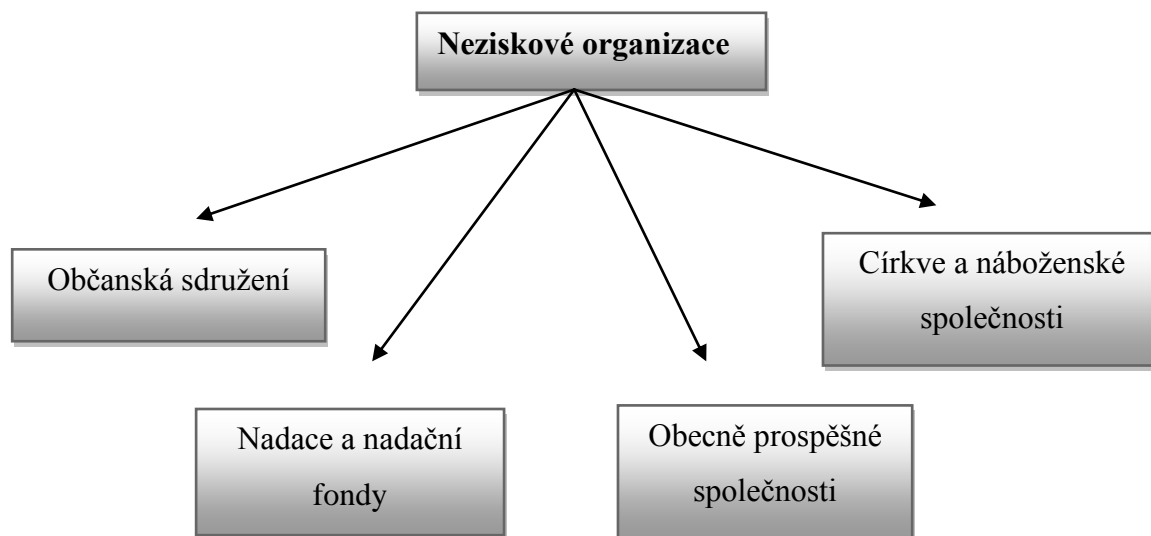 Neziskové organizace
Občanská sdružení
Církve a náboženské
společnosti
Nadace a nadační
fondy
Obecně prospěšné
společnosti